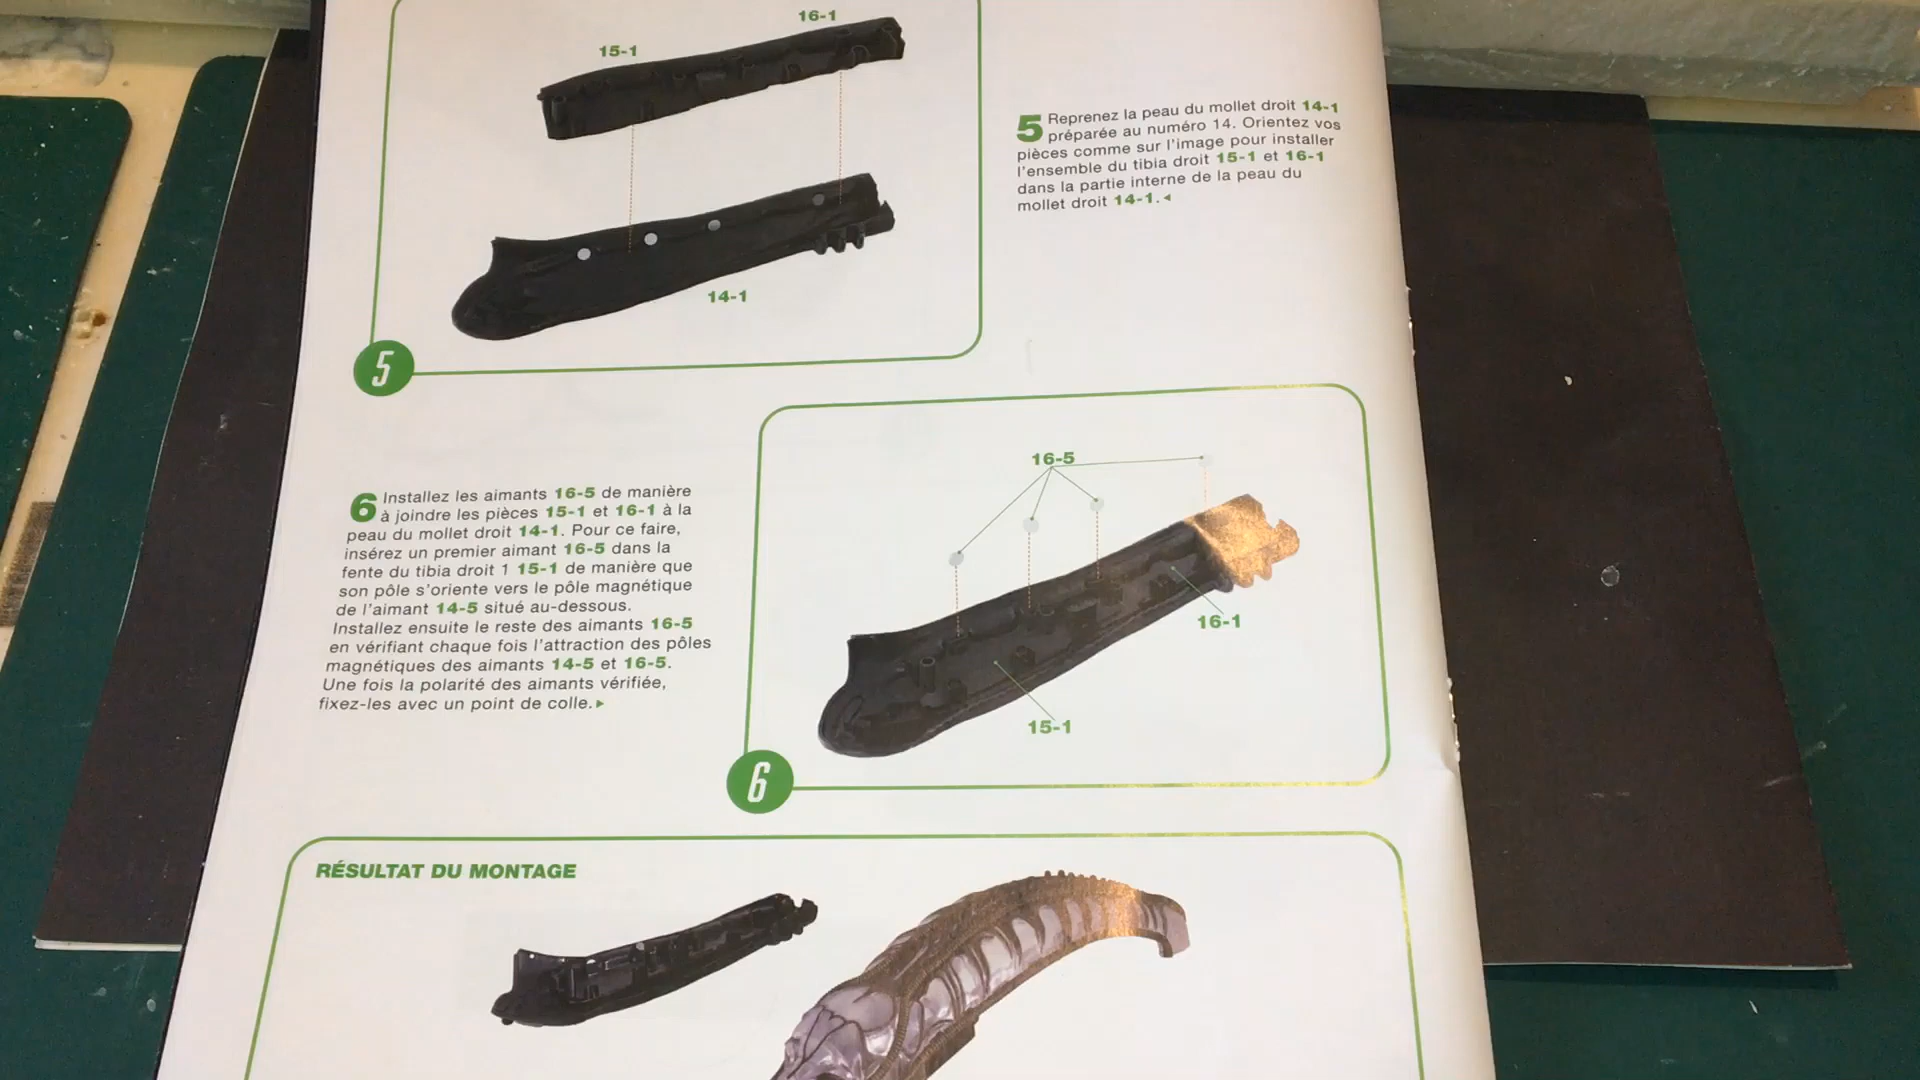 16-1
15-1
14-1
5
5 Reprenez la peau du mollet droit 14-1
préparée au numéro 14. Orientez vos
pièces comme sur l'image pour installer
l'ensemble du tibia droit 15-1 et 16-1
dans la partie interne de la peau du
mollet droit 14-1.
6 Installez les aimants 16-5 de manière
à joindre les pièces 15-1 et 16-1 à la
peau du mollet droit 14-1. Pour ce faire,
insérez un premier aimant 16-5 dans la
fente du tibia droit 1 15-1 de manière que
son pôle s'oriente vers le pôle magnétique
de l'aimant 14-5 situé au-dessous.
Installez ensuite le reste des aimants 16-5
en vérifiant chaque fois l'attraction des pôles
magnétiques des aimants 14-5 et 16-5.
Une fois la polarité des aimants vérifiée,
fixez-les avec un point de colle.
16-5
16-1
15-1
6
RÉSULTAT DU MONTAGE